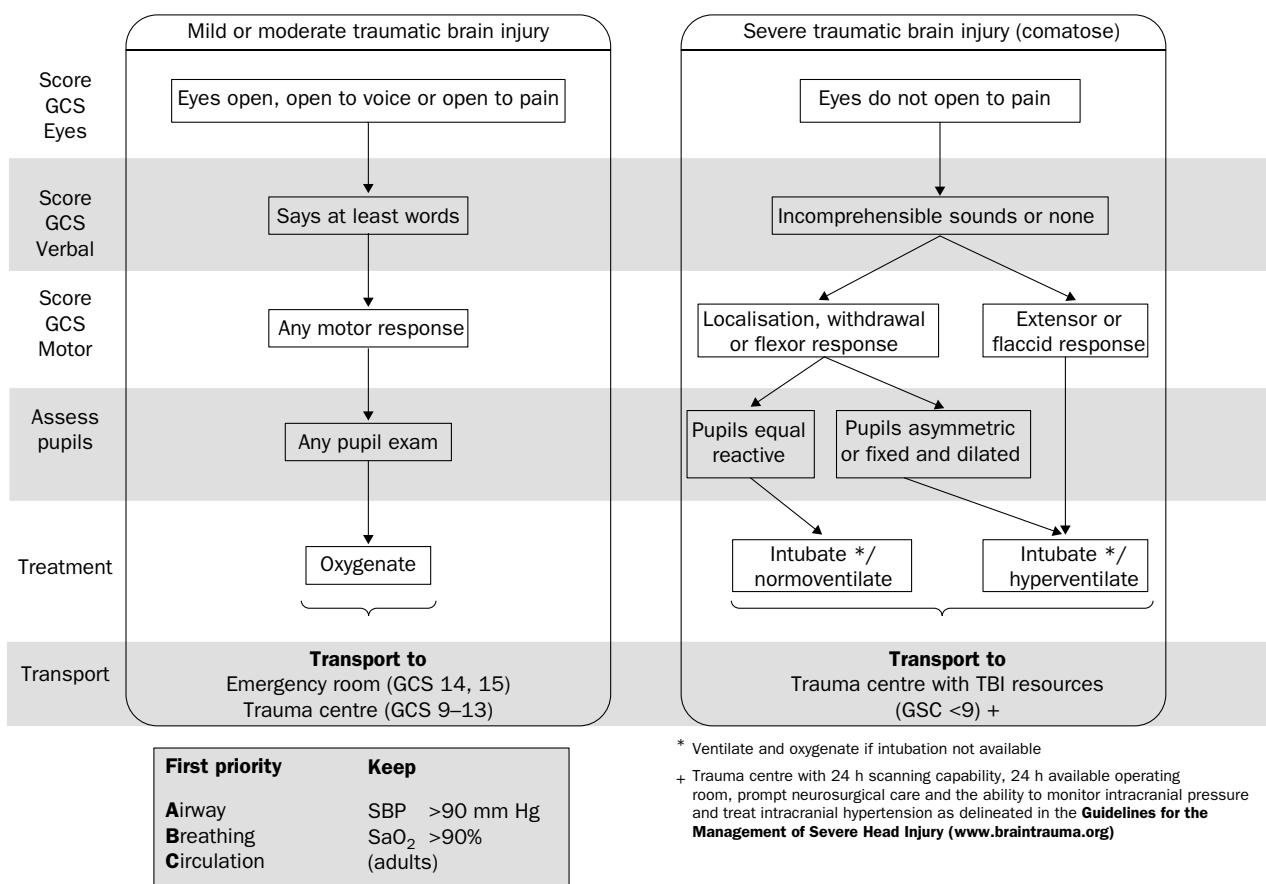 Mild or moderate traumatic brain injury
Severe traumatic brain injury (comatose)
Score
GCS
Eyes
Eyes open, open to voice or open to pain
Eyes do not open to pain
Score
GCS
Verbal
Says at least words
Incomprehensible sounds or none
Score
GCS
Motor
Any motor response
Localisation, withdrawal
or flexor response
Extensor or
flaccid response
Assess
pupils
Any pupil exam
Pupils equal
reactive
Pupils asymmetric
or fixed and dilated
Treatment
Oxygenate
Intubate */
normoventilate
Intubate */
hyperventilate
Transport
Transport to
Emergency room (GCS 14, 15)
Trauma centre (GCS 9–13)
Transport to
Trauma centre with TBI resources
(GSC <9) +
First priority
Airway
Breathing
Circulation
Keep
SBP >90 mm Hg
SaO₂ >90%
(adults)
* Ventilate and oxygenate if intubation not available
+ Trauma centre with 24 h scanning capability, 24 h available operating
room, prompt neurosurgical care and the ability to monitor intracranial pressure
and treat intracranial hypertension as delineated in the Guidelines for the
Management of Severe Head Injury (www.braintrauma.org)